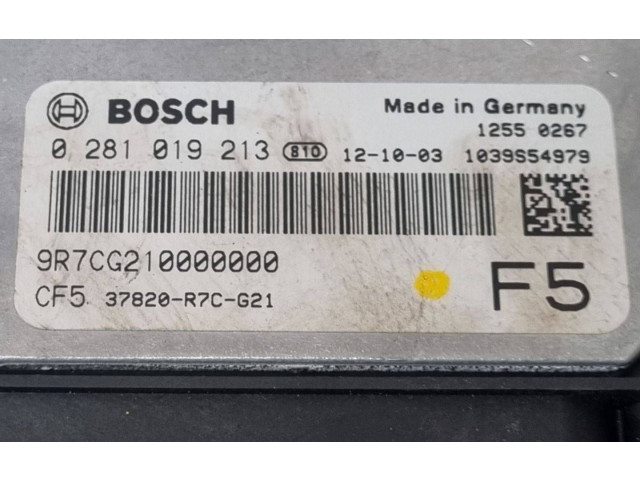 BOSCH Made in Germany
1255 0267
0 281 019 213 810 12-10-03 1039S54979
9R7CG210000000
CF5 37820-R7C-G21 F5